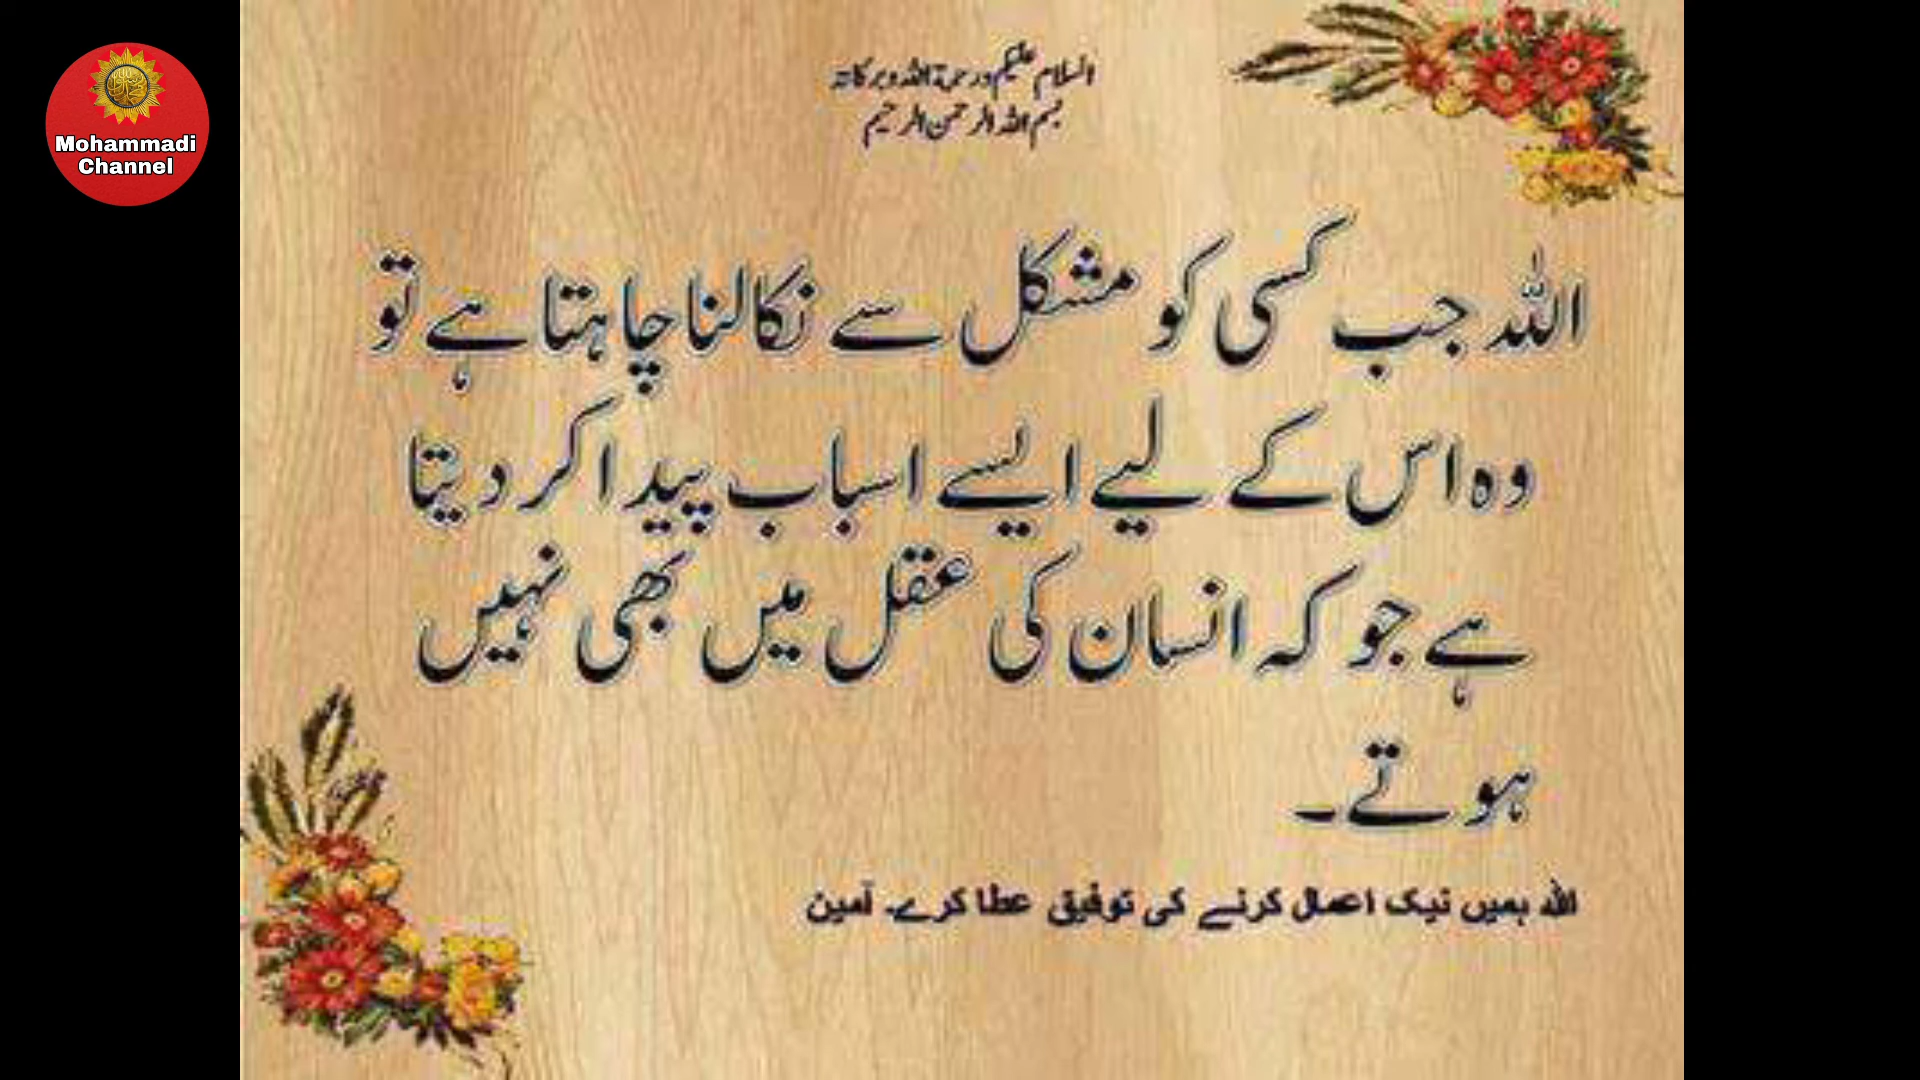 Mohammadi
Channel
السلام علیکم ورحمۃ اللہ وبرکاتہ
بسم اللہ الرحمن الرحیم
اللہ جب کسی کو مشکل سے نکالنا چاہتا ہے تو
وہ اس کے لیے ایسے اسباب پیدا کر دیتا
ہے جو کہ انسان کی عقل میں بھی نہیں
ہوتے۔
اللہ ہمیں نیک اعمال کرنے کی توفیق عطا کرے۔ آمین